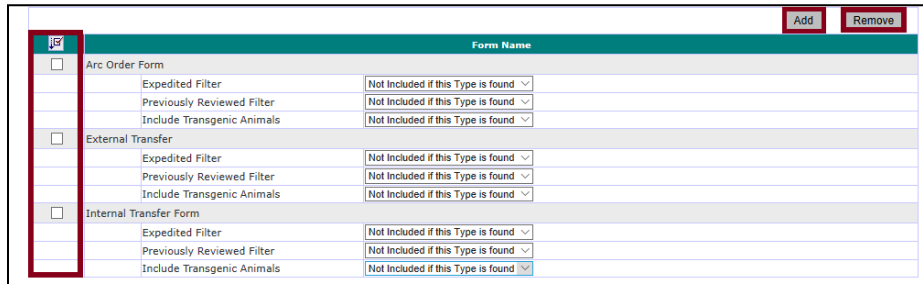 Add Remove
Form Name
Arc Order Form
Expedited Filter Not Included if this Type is found
Previously Reviewed Filter Not Included if this Type is found
Include Transgenic Animals Not Included if this Type is found
External Transfer
Expedited Filter Not Included if this Type is found
Previously Reviewed Filter Not Included if this Type is found
Include Transgenic Animals Not Included if this Type is found
Internal Transfer Form
Expedited Filter Not Included if this Type is found
Previously Reviewed Filter Not Included if this Type is found
Include Transgenic Animals Not Included if this Type is found